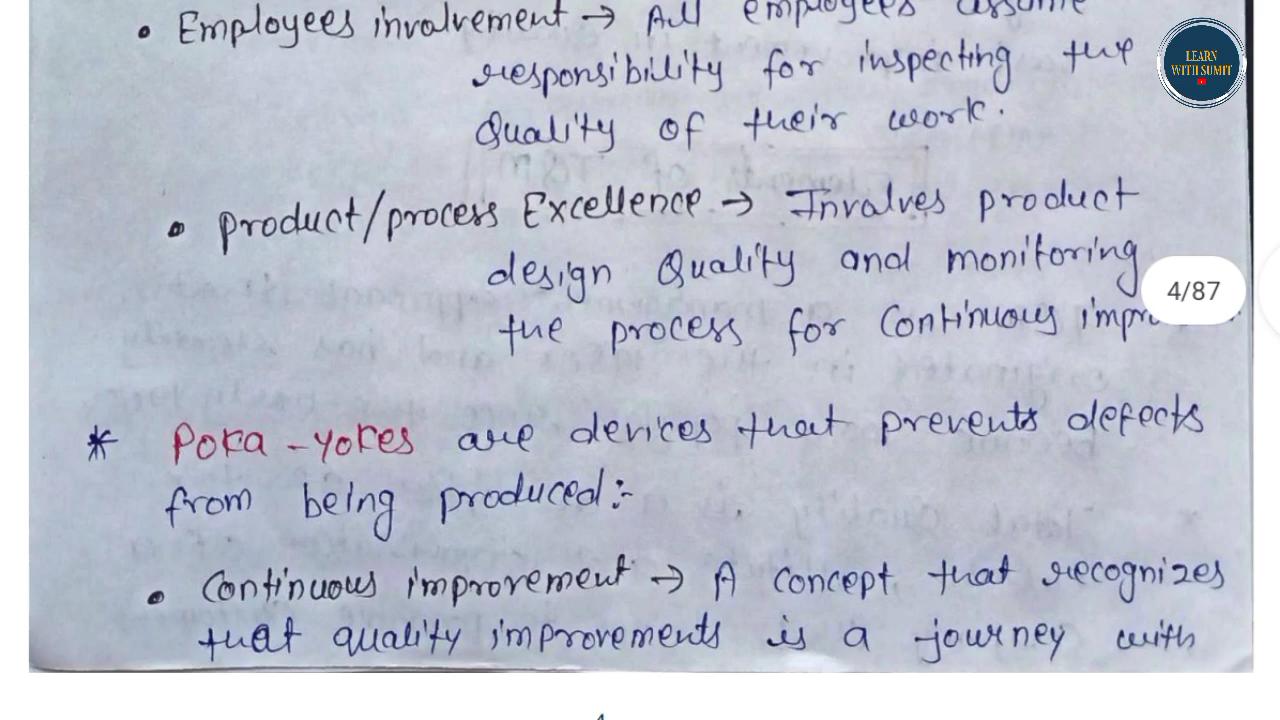 • Employees involvement → All employees assume
responsibility for inspecting the
Quality of their work.
LEARN
WITH SUMIT
• Product/process Excellence → Involves product
design Quality and monitoring
the process for continuous impro
4/87
* Poka-yokes are devices that prevents defects
from being produced:-
• Continuous improvement → A concept that recognizes
that quality improvements is a journey with